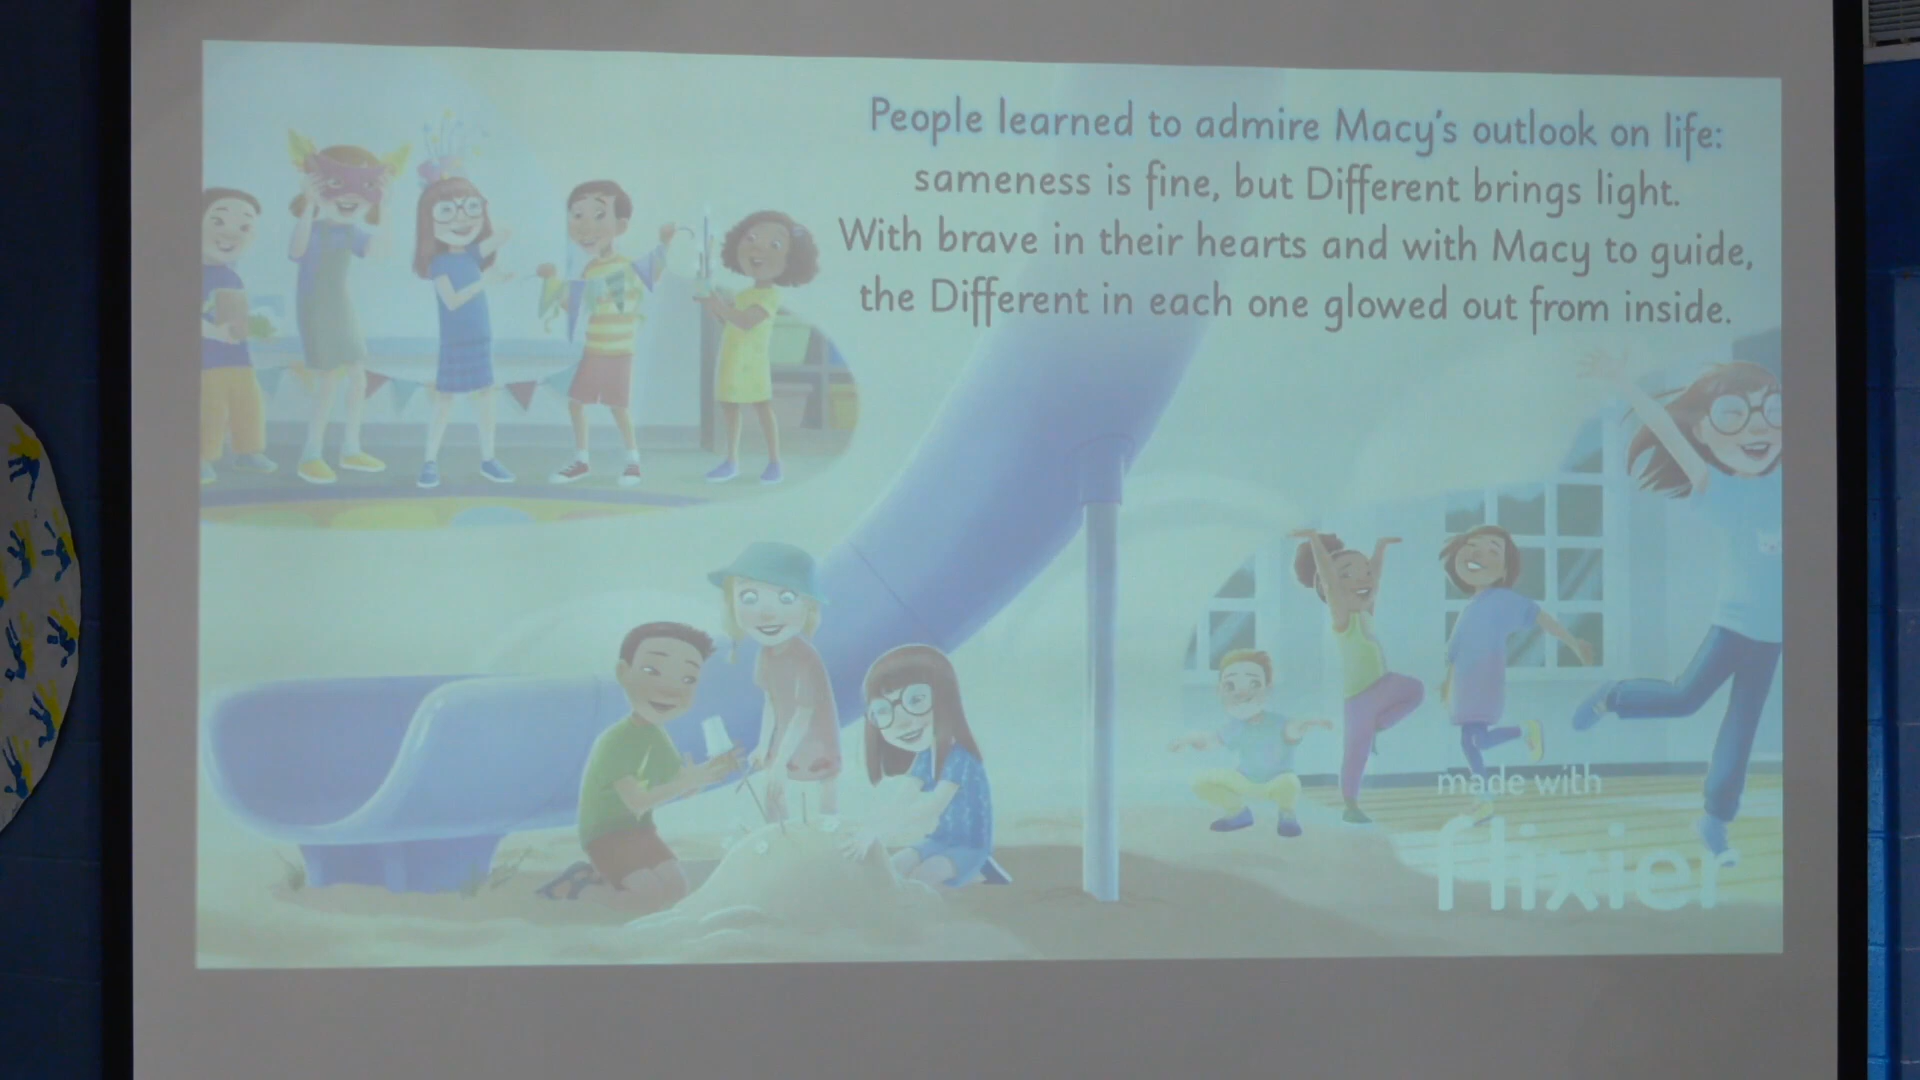 People learned to admire Macy's outlook on life:
sameness is fine, but Different brings light.
With brave in their hearts and with Macy to guide,
the Different in each one glowed out from inside.
made with
flixier